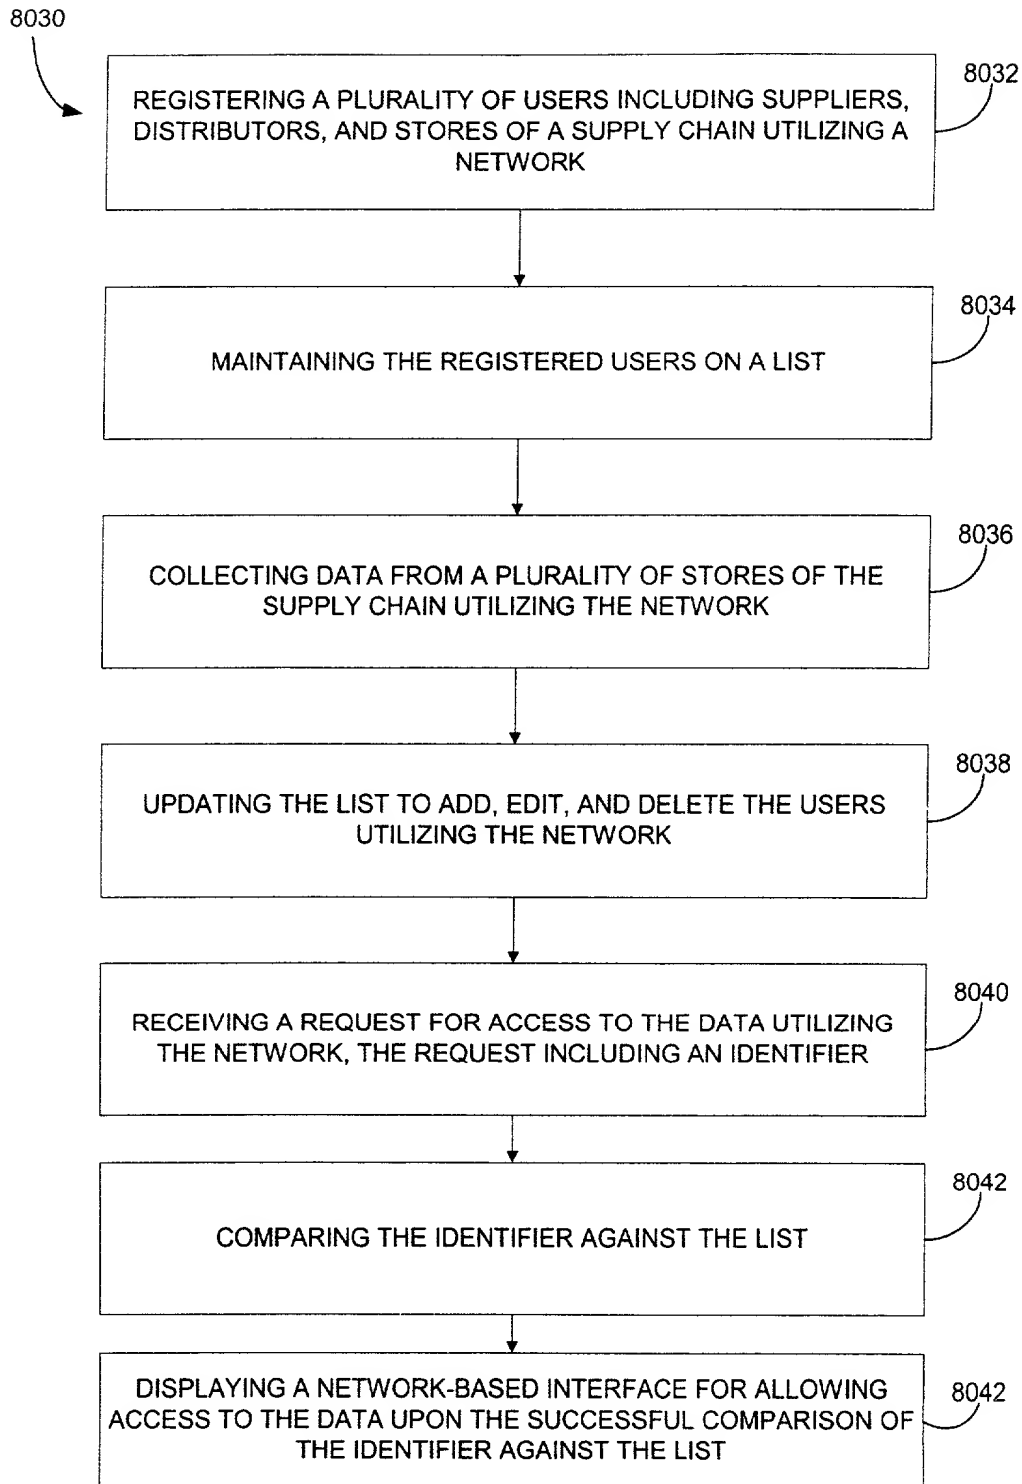 8030
8032
REGISTERING A PLURALITY OF USERS INCLUDING SUPPLIERS,
DISTRIBUTORS, AND STORES OF A SUPPLY CHAIN UTILIZING A
NETWORK
8034
MAINTAINING THE REGISTERED USERS ON A LIST
8036
COLLECTING DATA FROM A PLURALITY OF STORES OF THE
SUPPLY CHAIN UTILIZING THE NETWORK
8038
UPDATING THE LIST TO ADD, EDIT, AND DELETE THE USERS
UTILIZING THE NETWORK
8040
RECEIVING A REQUEST FOR ACCESS TO THE DATA UTILIZING
THE NETWORK, THE REQUEST INCLUDING AN IDENTIFIER
8042
COMPARING THE IDENTIFIER AGAINST THE LIST
8042
DISPLAYING A NETWORK-BASED INTERFACE FOR ALLOWING
ACCESS TO THE DATA UPON THE SUCCESSFUL COMPARISON OF
THE IDENTIFIER AGAINST THE LIST